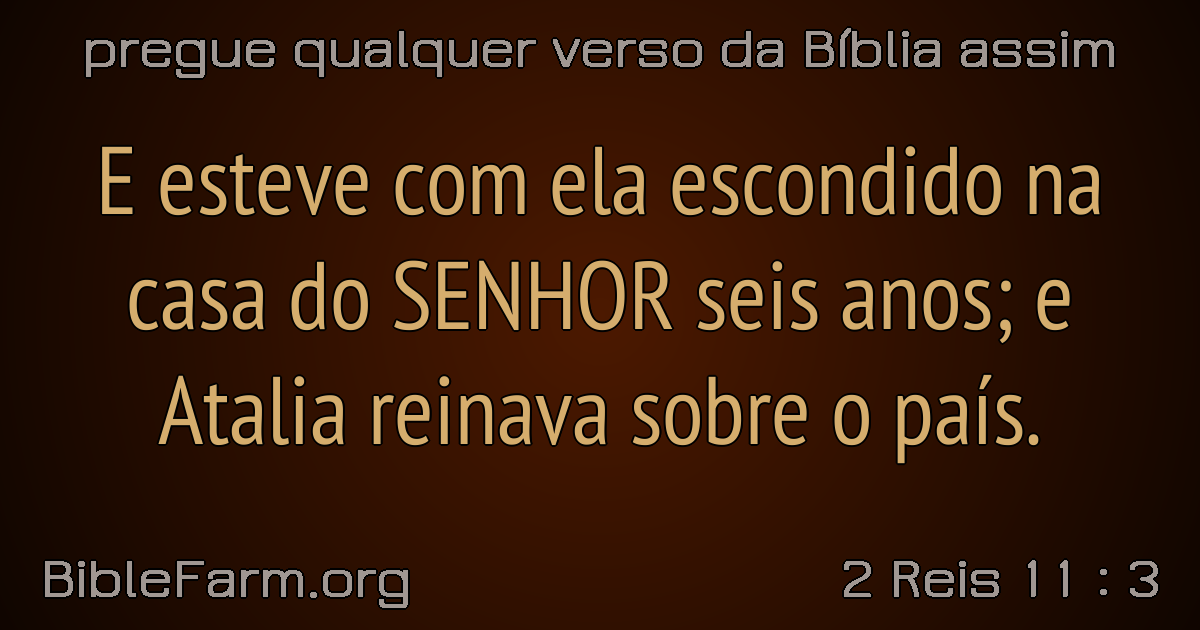 pregue qualquer verso da Bíblia assim
E esteve com ela escondido na
casa do SENHOR seis anos; e
Atalia reinava sobre o país.
BibleFarm.org
2 Reis 11 : 3